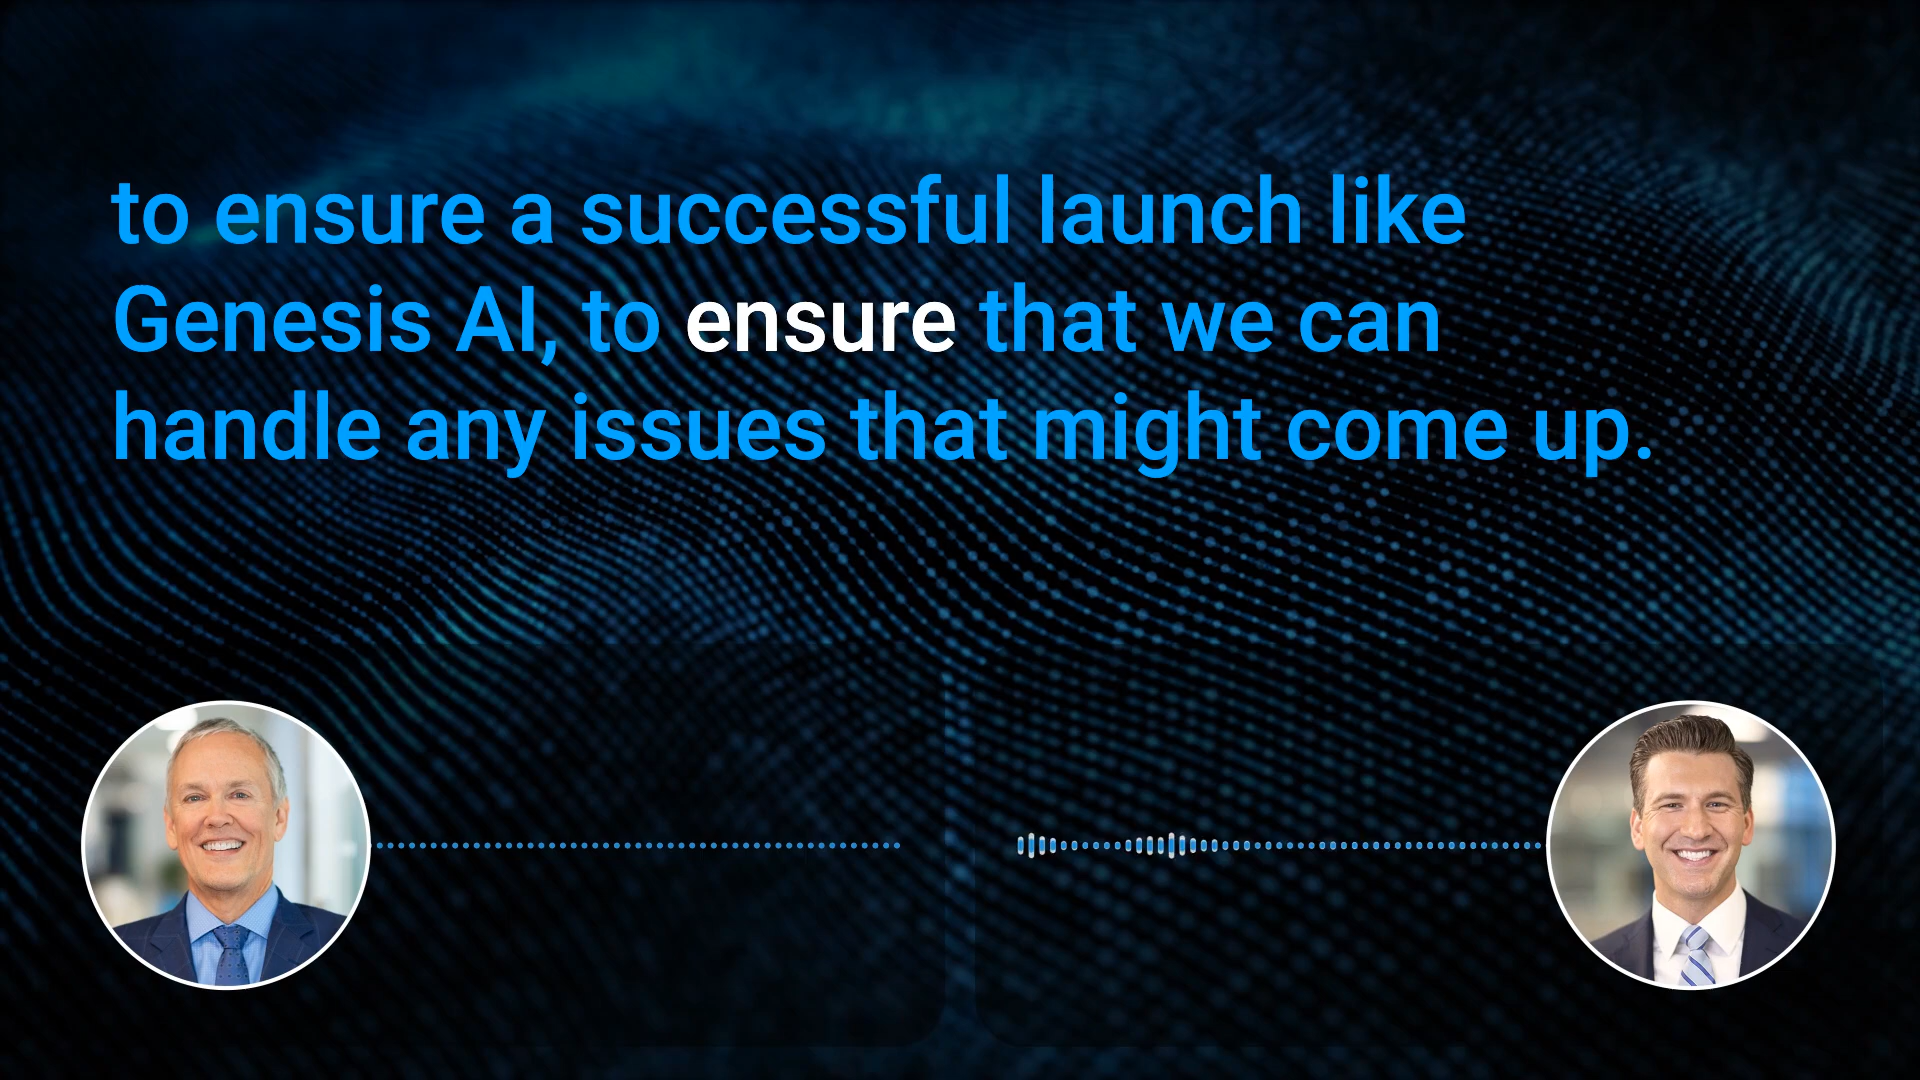 to ensure a successful launch like
Genesis AI, to ensure that we can
handle any issues that might come up.